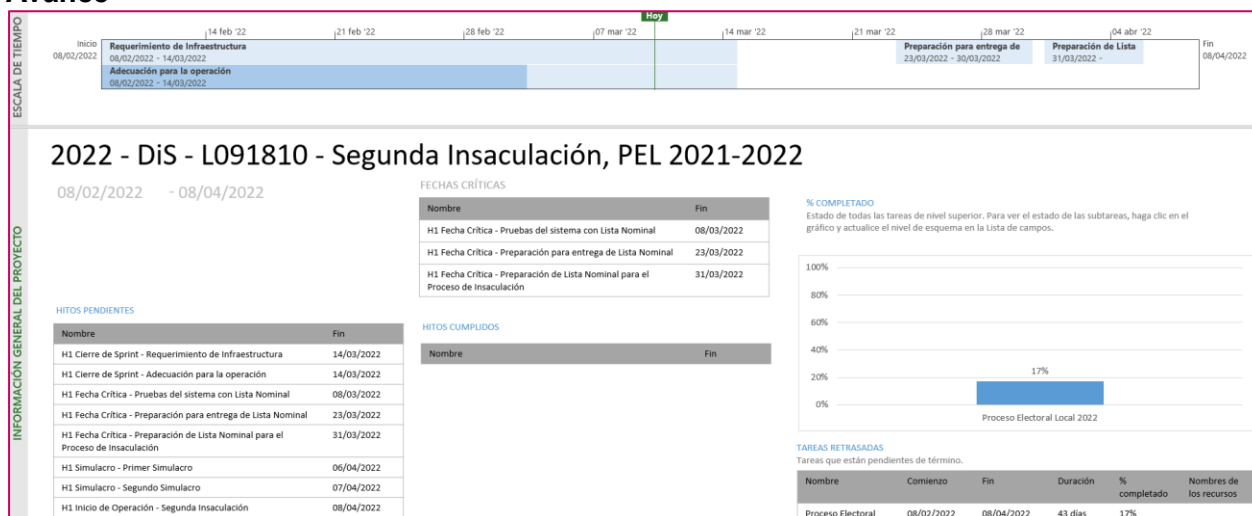 Avance
ESCALA DE TIEMPO
Hoy
14 feb '22
21 feb '22
28 feb '22
07 mar '22
14 mar '22
21 mar '22
28 mar '22
04 abr '22
Inicio
08/02/2022
Requerimiento de Infraestructura
08/02/2022 - 14/03/2022
Adecuación para la operación
08/02/2022 - 14/03/2022
Preparación para entrega de
23/03/2022 - 30/03/2022
Preparación de Lista
31/03/2022 -
Fin
08/04/2022
INFORMACIÓN GENERAL DEL PROYECTO
2022 - DiS - L091810 - Segunda Insaculación, PEL 2021-2022
08/02/2022 - 08/04/2022
FECHAS CRÍTICAS
Nombre Fin
H1 Fecha Crítica - Pruebas del sistema con Lista Nominal 08/03/2022
H1 Fecha Crítica - Preparación para entrega de Lista Nominal 23/03/2022
H1 Fecha Crítica - Preparación de Lista Nominal para el 31/03/2022
Proceso de Insaculación
HITOS PENDIENTES
Nombre Fin
H1 Cierre de Sprint - Requerimiento de Infraestructura 14/03/2022
H1 Cierre de Sprint - Adecuación para la operación 14/03/2022
H1 Fecha Crítica - Pruebas del sistema con Lista Nominal 08/03/2022
H1 Fecha Crítica - Preparación para entrega de Lista Nominal 23/03/2022
H1 Fecha Crítica - Preparación de Lista Nominal para el 31/03/2022
Proceso de Insaculación
H1 Simulacro - Primer Simulacro 06/04/2022
H1 Simulacro - Segundo Simulacro 07/04/2022
H1 Inicio de Operación - Segunda Insaculación 08/04/2022
HITOS CUMPLIDOS
Nombre Fin
% COMPLETADO
Estado de todas las tareas de nivel superior. Para ver el estado de las subtareas, haga clic en el
gráfico y actualice el nivel de esquema en la Lista de campos.
100%
80%
60%
40%
20%
0%
17%
Proceso Electoral Local 2022
TAREAS RETRASADAS
Tareas que están pendientes de término.
Nombre Comienzo Fin Duración % completado Nombres de los recursos
Proceso Electoral 08/02/2022 08/04/2022 43 días 17%